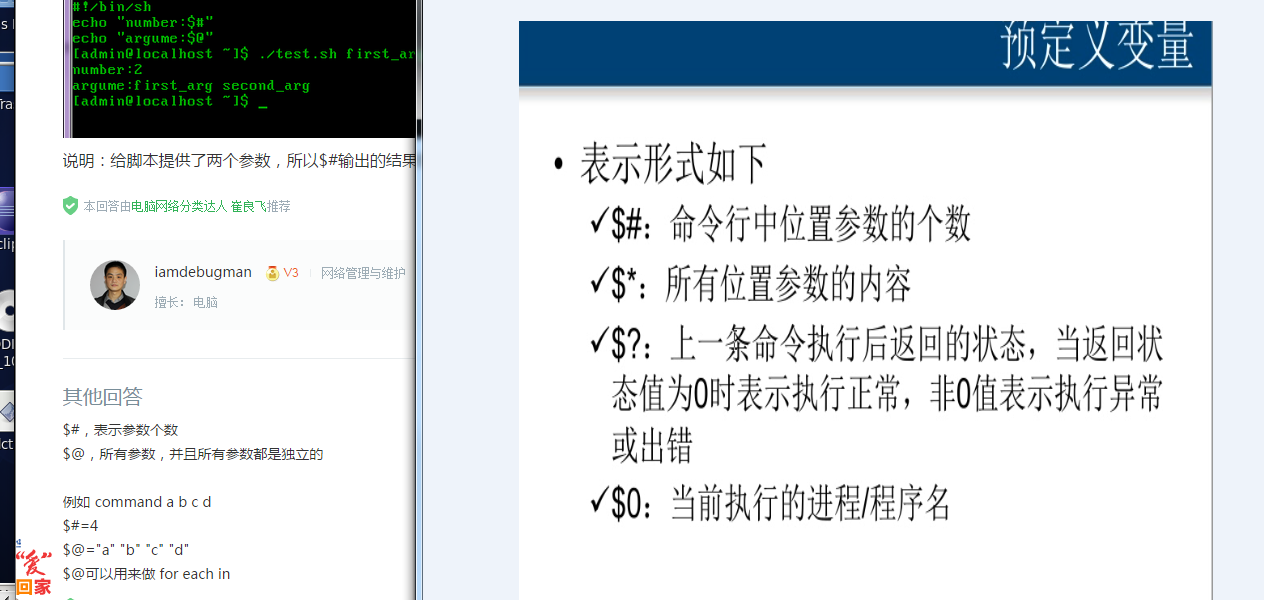 #!/bin/sh
echo "number:$#"
echo "argume:$@"
[admin@localhost ~]$ ./test.sh first_ar
number:2
argume:first_arg second_arg
[admin@localhost ~]$ _
说明：给脚本提供了两个参数，所以$#输出的结果
本回答由电脑网络分类达人 崔良飞推荐
iamdebugman V3 网络管理与维护
擅长： 电脑
其他回答
$#，表示参数个数
$@，所有参数，并且所有参数都是独立的
例如 command a b c d
$#=4
$@="a" "b" "c" "d"
$@可以用来做 for each in
“爱”
回家
预定义变量
• 表示形式如下
✓$#：命令行中位置参数的个数
✓$*：所有位置参数的内容
✓$?：上一条命令执行后返回的状态，当返回状
态值为0时表示执行正常，非0值表示执行异常
或出错
✓$0：当前执行的进程/程序名